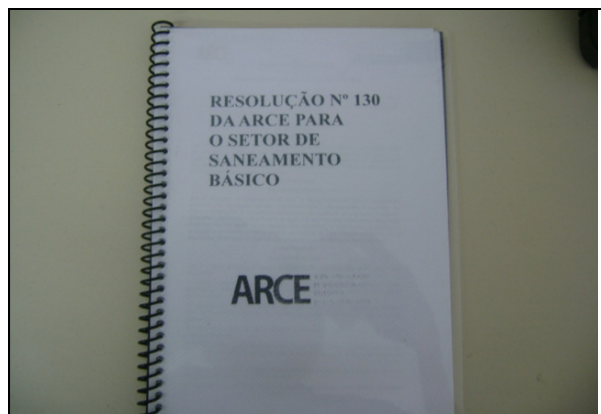 RESOLUÇÃO Nº 130
DA ARCE PARA
O SETOR DE
SANEAMENTO
BÁSICO
ARCE